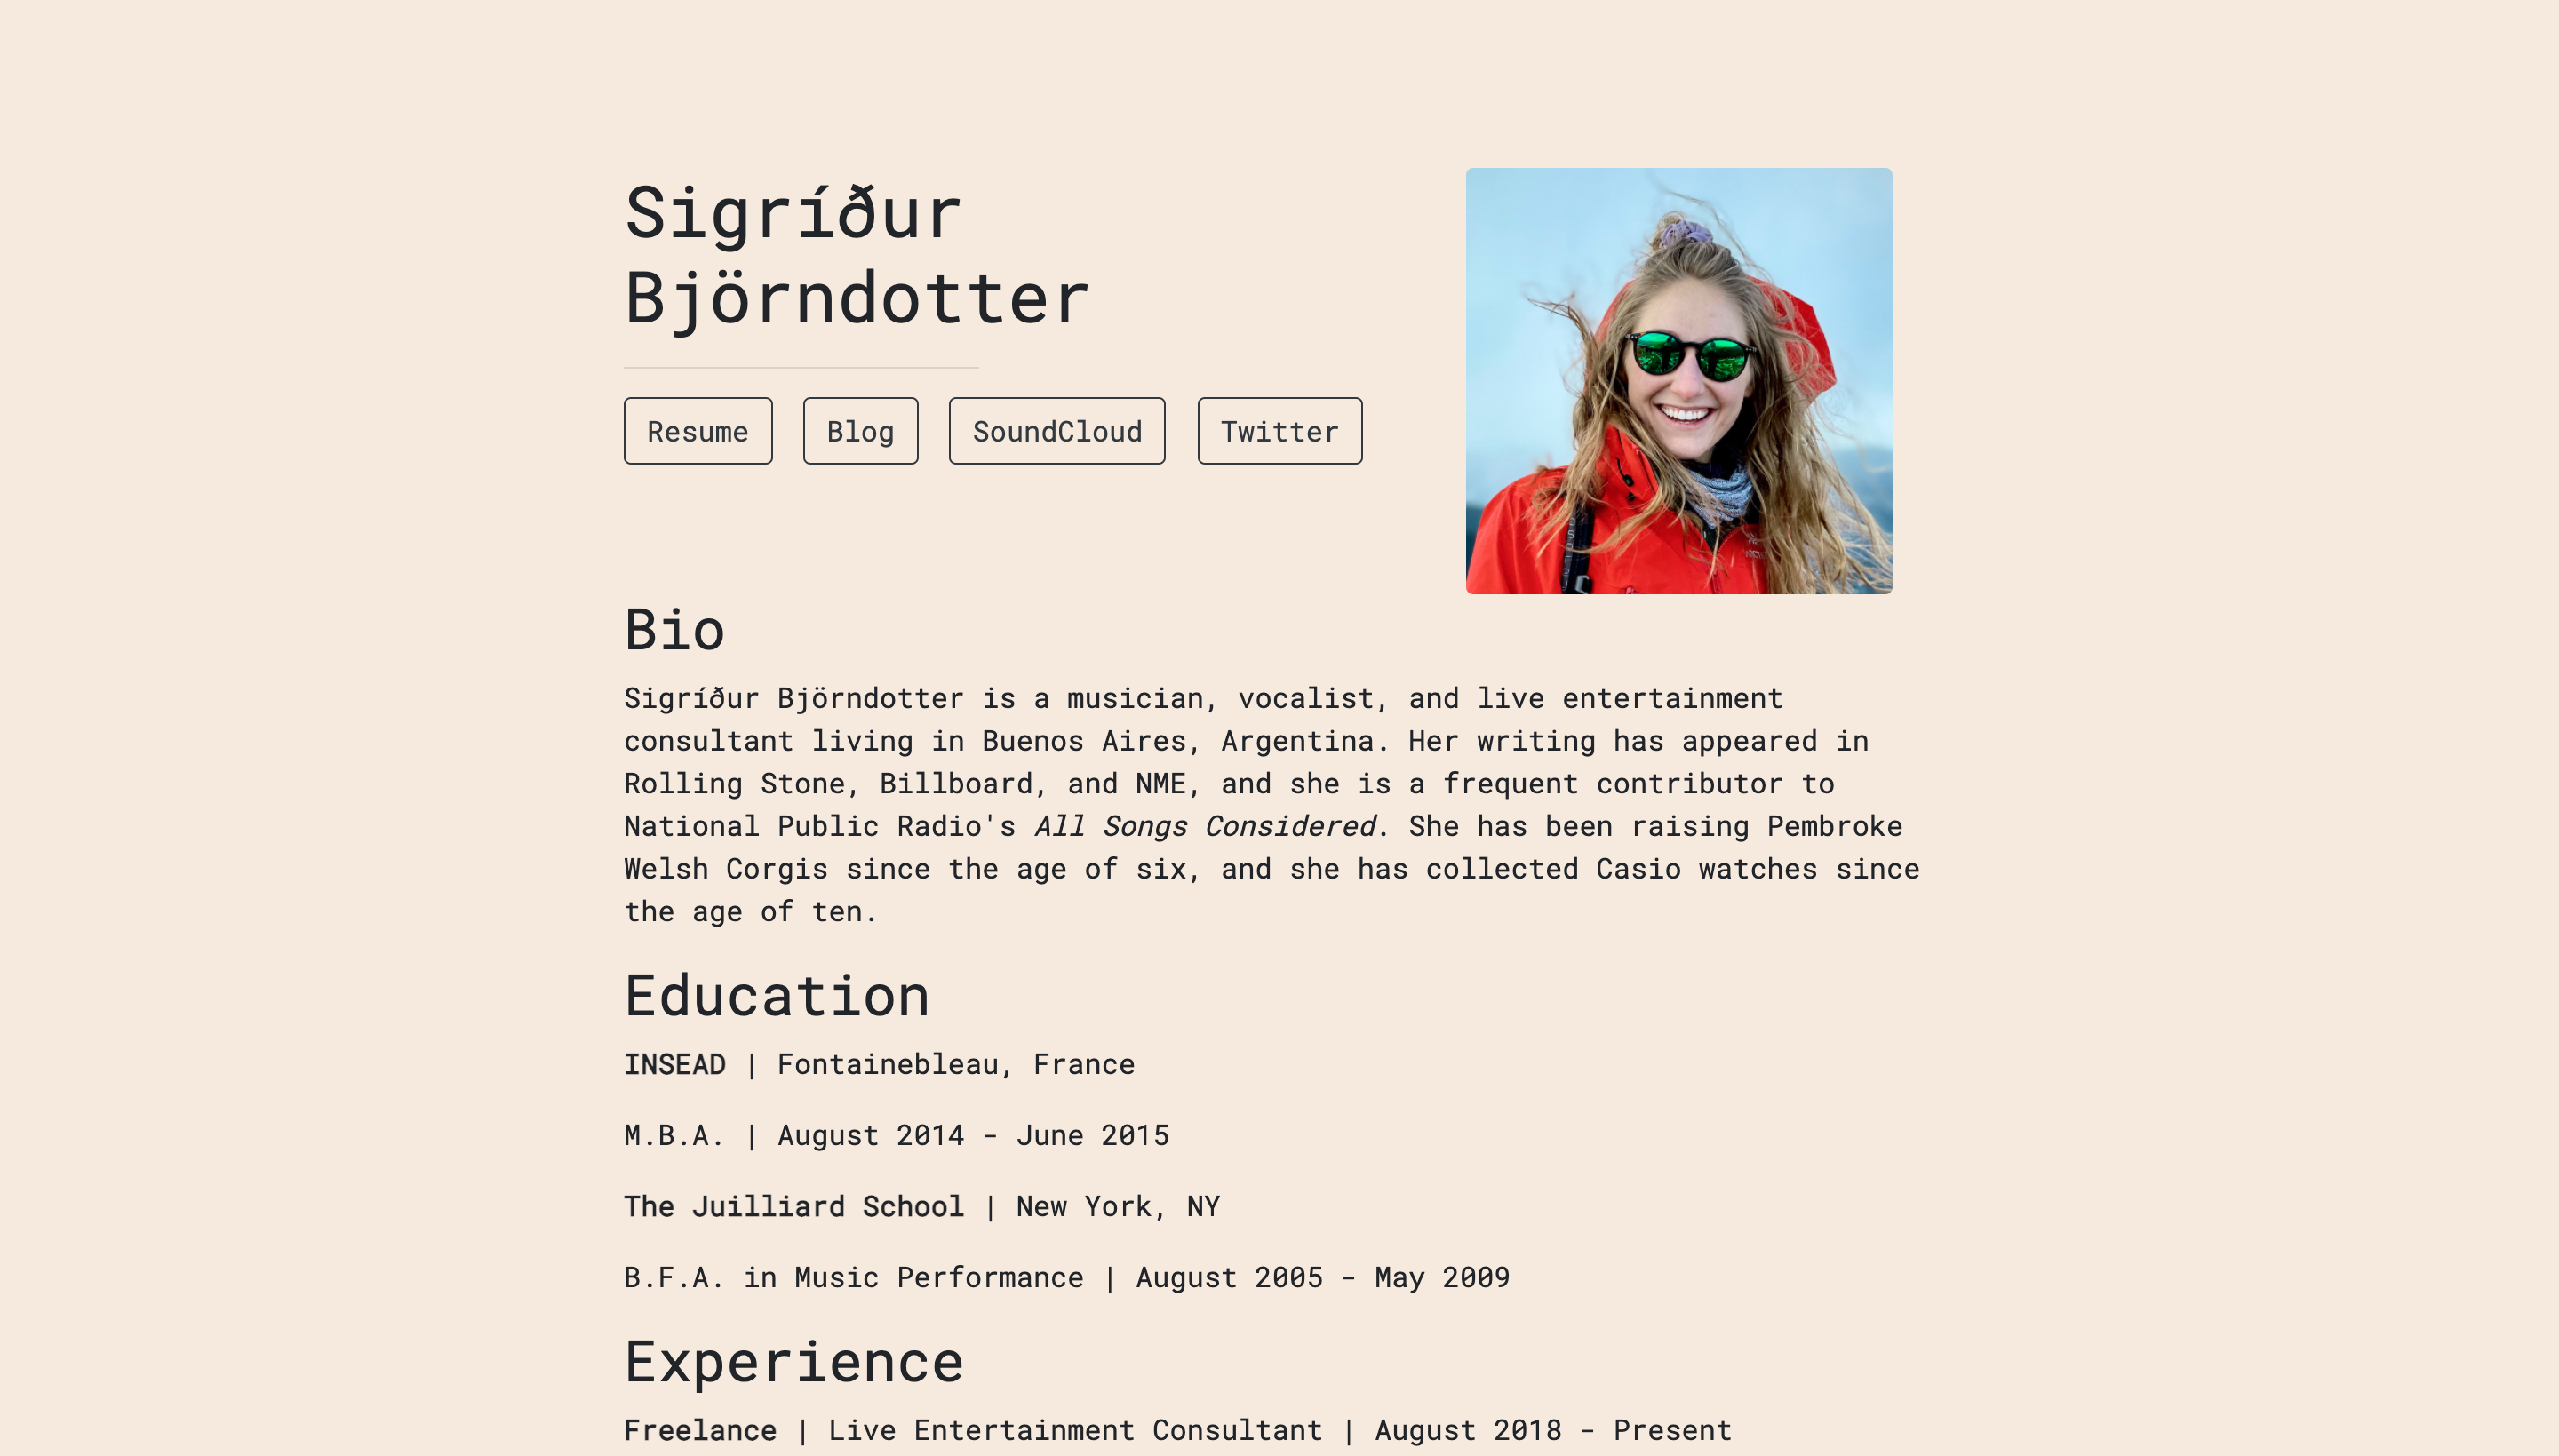 Sigríður
Björndotter
Resume
Blog
SoundCloud
Twitter
Bio
Sigríður Björndotter is a musician, vocalist, and live entertainment
consultant living in Buenos Aires, Argentina. Her writing has appeared in
Rolling Stone, Billboard, and NME, and she is a frequent contributor to
National Public Radio's All Songs Considered. She has been raising Pembroke
Welsh Corgis since the age of six, and she has collected Casio watches since
the age of ten.
Education
INSEAD | Fontainebleau, France
M.B.A. | August 2014 - June 2015
The Juilliard School | New York, NY
B.F.A. in Music Performance | August 2005 - May 2009
Experience
Freelance | Live Entertainment Consultant | August 2018 - Present